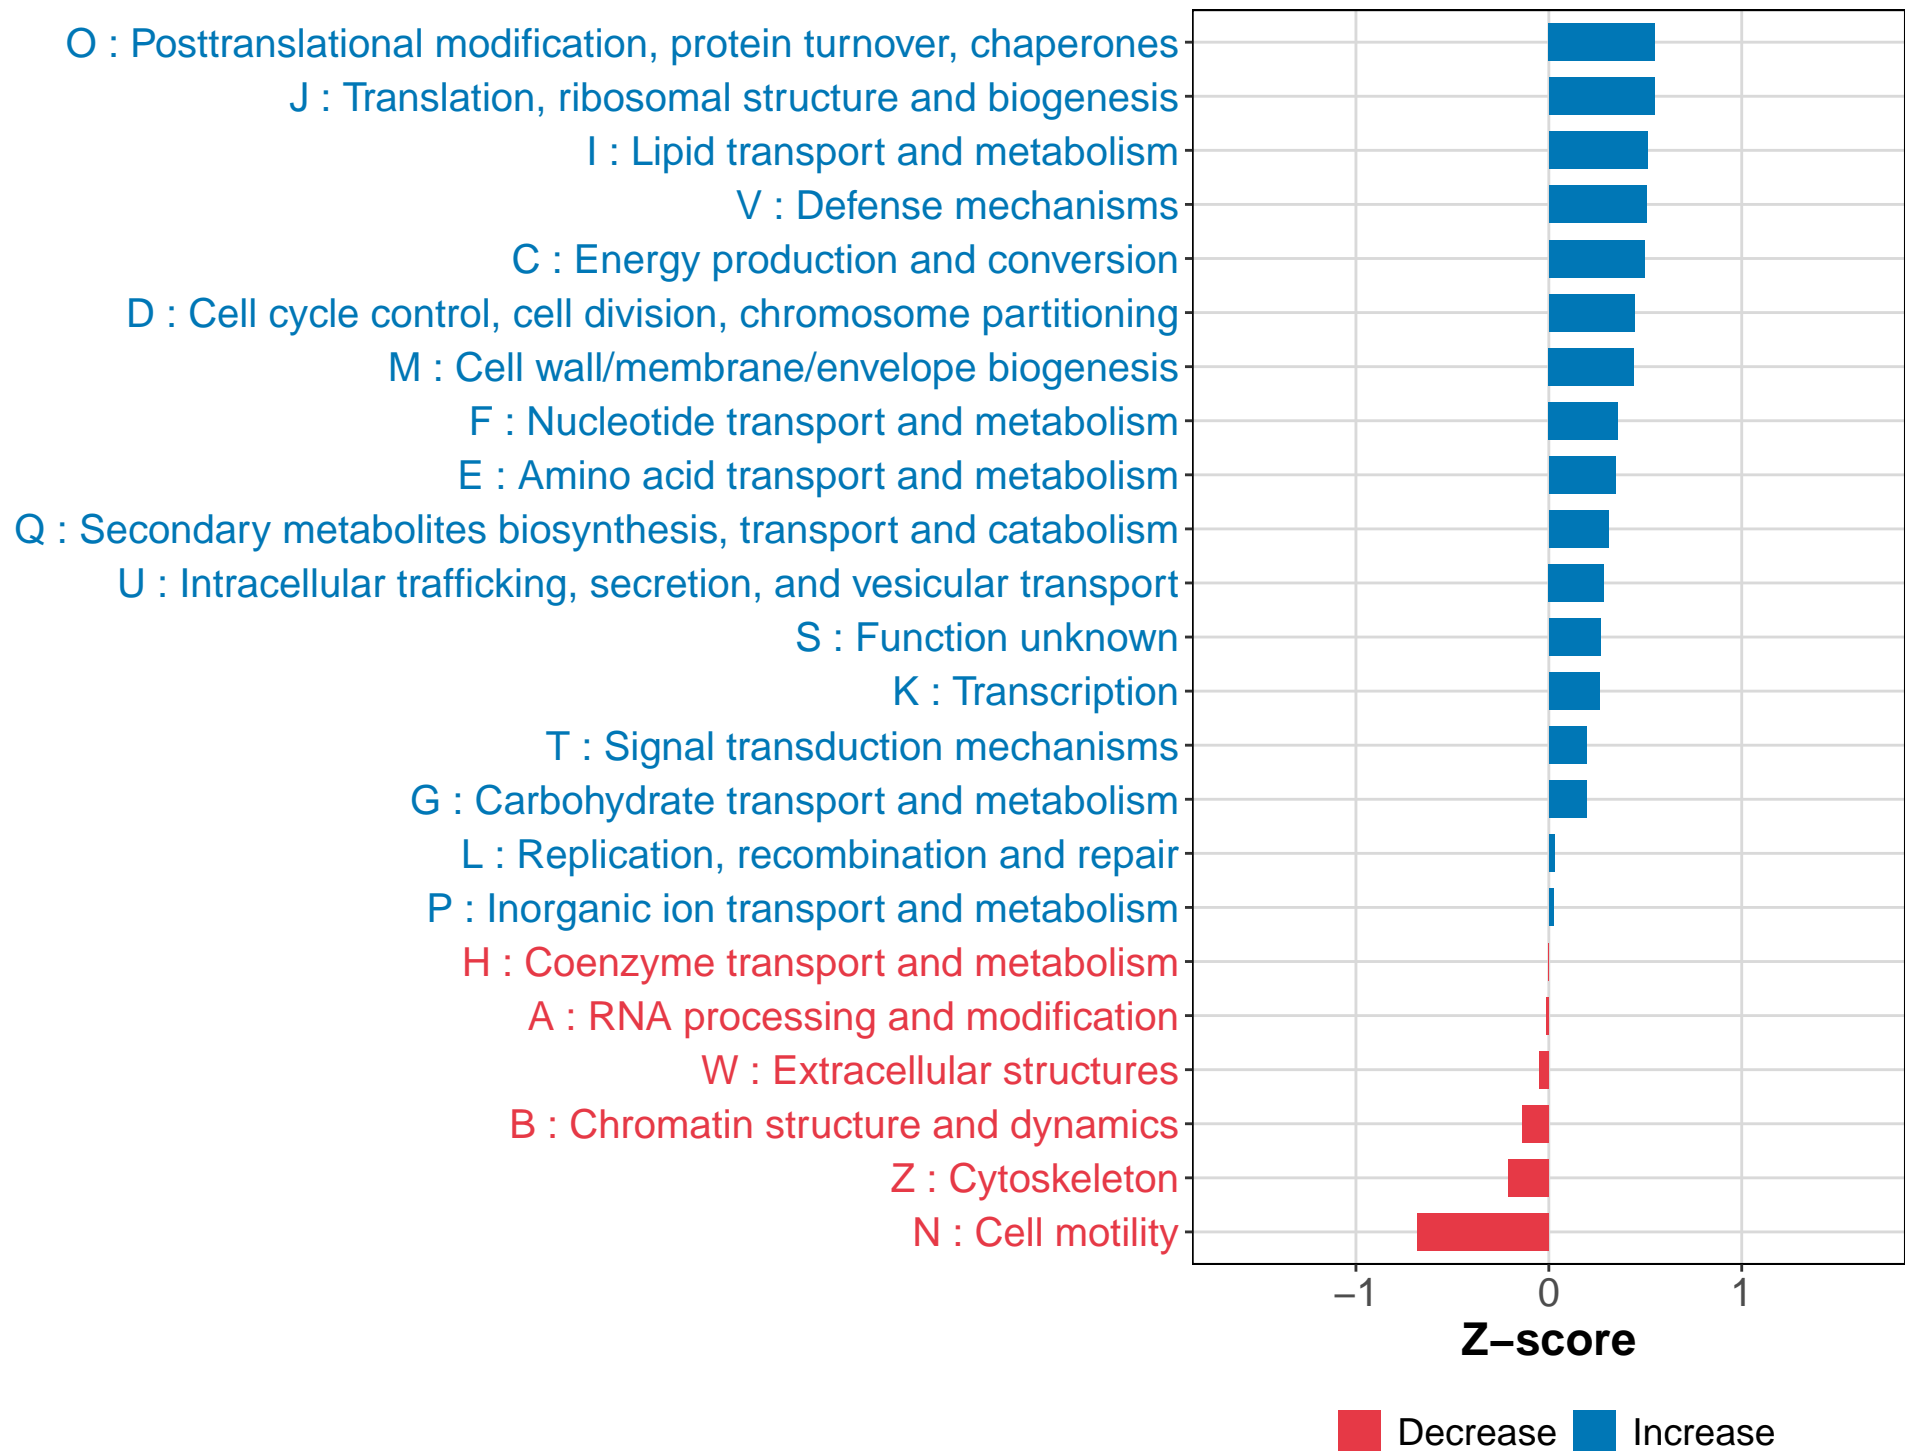 O : Posttranslational modification, protein turnover, chaperones
J : Translation, ribosomal structure and biogenesis
I : Lipid transport and metabolism
V : Defense mechanisms
C : Energy production and conversion
D : Cell cycle control, cell division, chromosome partitioning
M : Cell wall/membrane/envelope biogenesis
F : Nucleotide transport and metabolism
E : Amino acid transport and metabolism
Q : Secondary metabolites biosynthesis, transport and catabolism
U : Intracellular trafficking, secretion, and vesicular transport
S : Function unknown
K : Transcription
T : Signal transduction mechanisms
G : Carbohydrate transport and metabolism
L : Replication, recombination and repair
P : Inorganic ion transport and metabolism
H : Coenzyme transport and metabolism
A : RNA processing and modification
W : Extracellular structures
B : Chromatin structure and dynamics
Z : Cytoskeleton
N : Cell motility
−1 0 1
Z−score
Decrease Increase